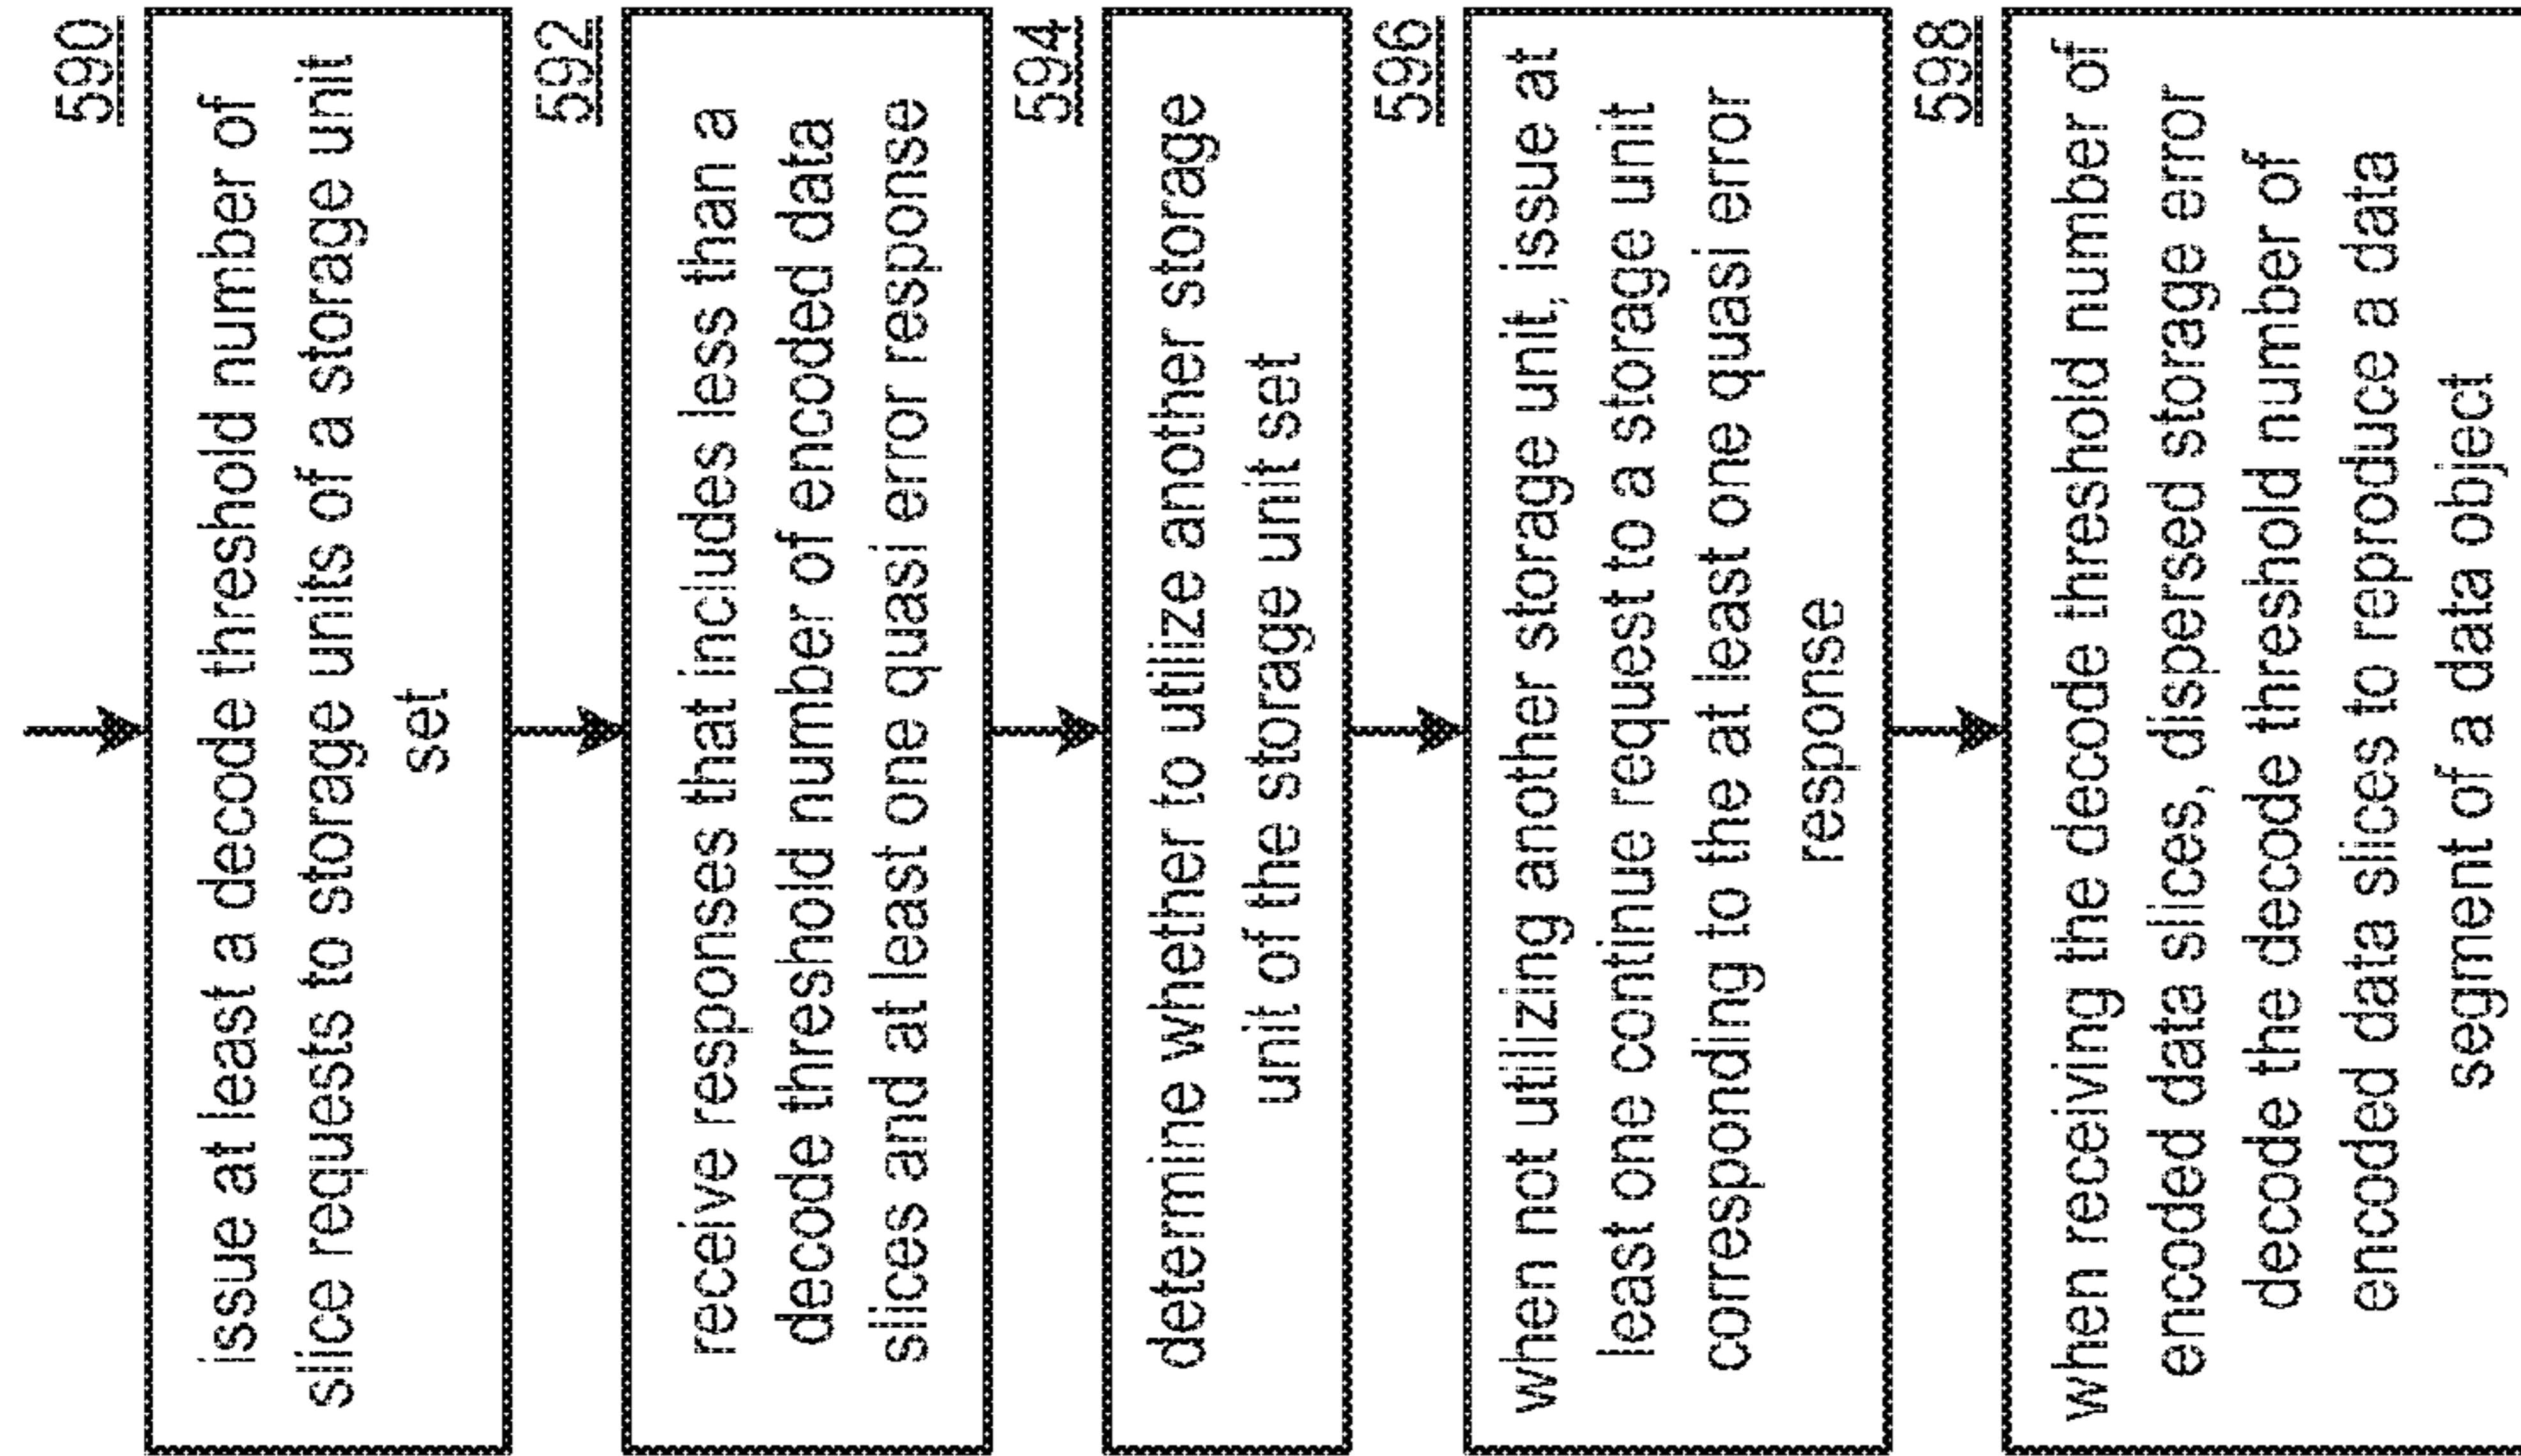 590
issue at least a decode threshold number of
slice requests to storage units of a storage unit
set
592
receive responses that includes less than a
decode threshold number of encoded data
slices and at least one quasi error response
594
determine whether to utilize another storage
unit of the storage unit set
596
when not utilizing another storage unit, issue at
least one continue request to a storage unit
corresponding to the at least one quasi error
response
598
when receiving the decode threshold number of
encoded data slices, dispersed storage error
decode the decode threshold number of
encoded data slices to reproduce a data
segment of a data object